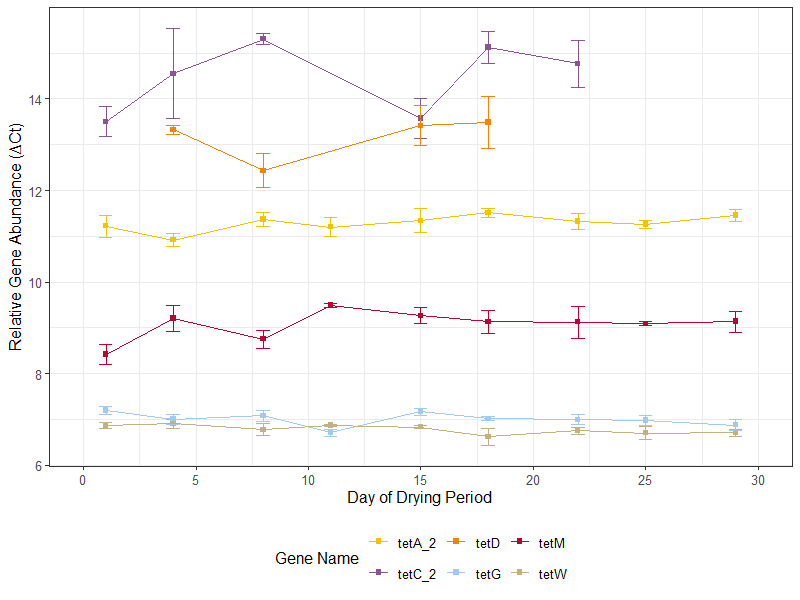 Relative Gene Abundance (ΔCt)
14
12
10
8
6
0 5 10 15 20 25 30
Day of Drying Period
Gene Name
tetA_2 tetD tetM
tetC_2 tetG tetW